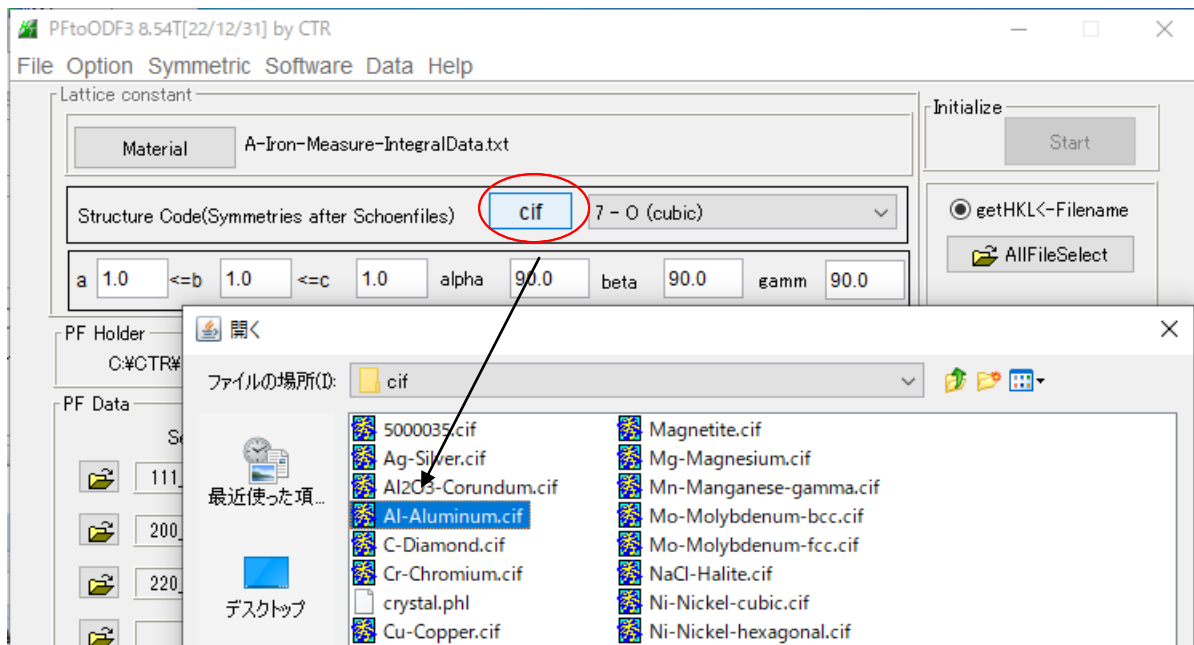 PFtoODF3 8.54T[22/12/31] by CTR
File Option Symmetric Software Data Help
Lattice constant
Material
A-Iron-Measure-IntegralData.txt
Initialize
Start
Structure Code(Symmetries after Schoenfiles)
cif
7 - O (cubic)
getHKL<-Filename
AllFileSelect
a 1.0 <=b 1.0 <=c 1.0 alpha 90.0 beta 90.0 gamm 90.0
PF Holder
C:¥CTR¥
開く
ファイルの場所(I):
cif
PF Data
111_
200_
220_
最近使った項...
デスクトップ
5000035.cif
Ag-Silver.cif
Al2O3-Corundum.cif
Al-Aluminum.cif
C-Diamond.cif
Cr-Chromium.cif
crystal.phl
Cu-Copper.cif
Magnetite.cif
Mg-Magnesium.cif
Mn-Manganese-gamma.cif
Mo-Molybdenum-bcc.cif
Mo-Molybdenum-fcc.cif
NaCl-Halite.cif
Ni-Nickel-cubic.cif
Ni-Nickel-hexagonal.cif